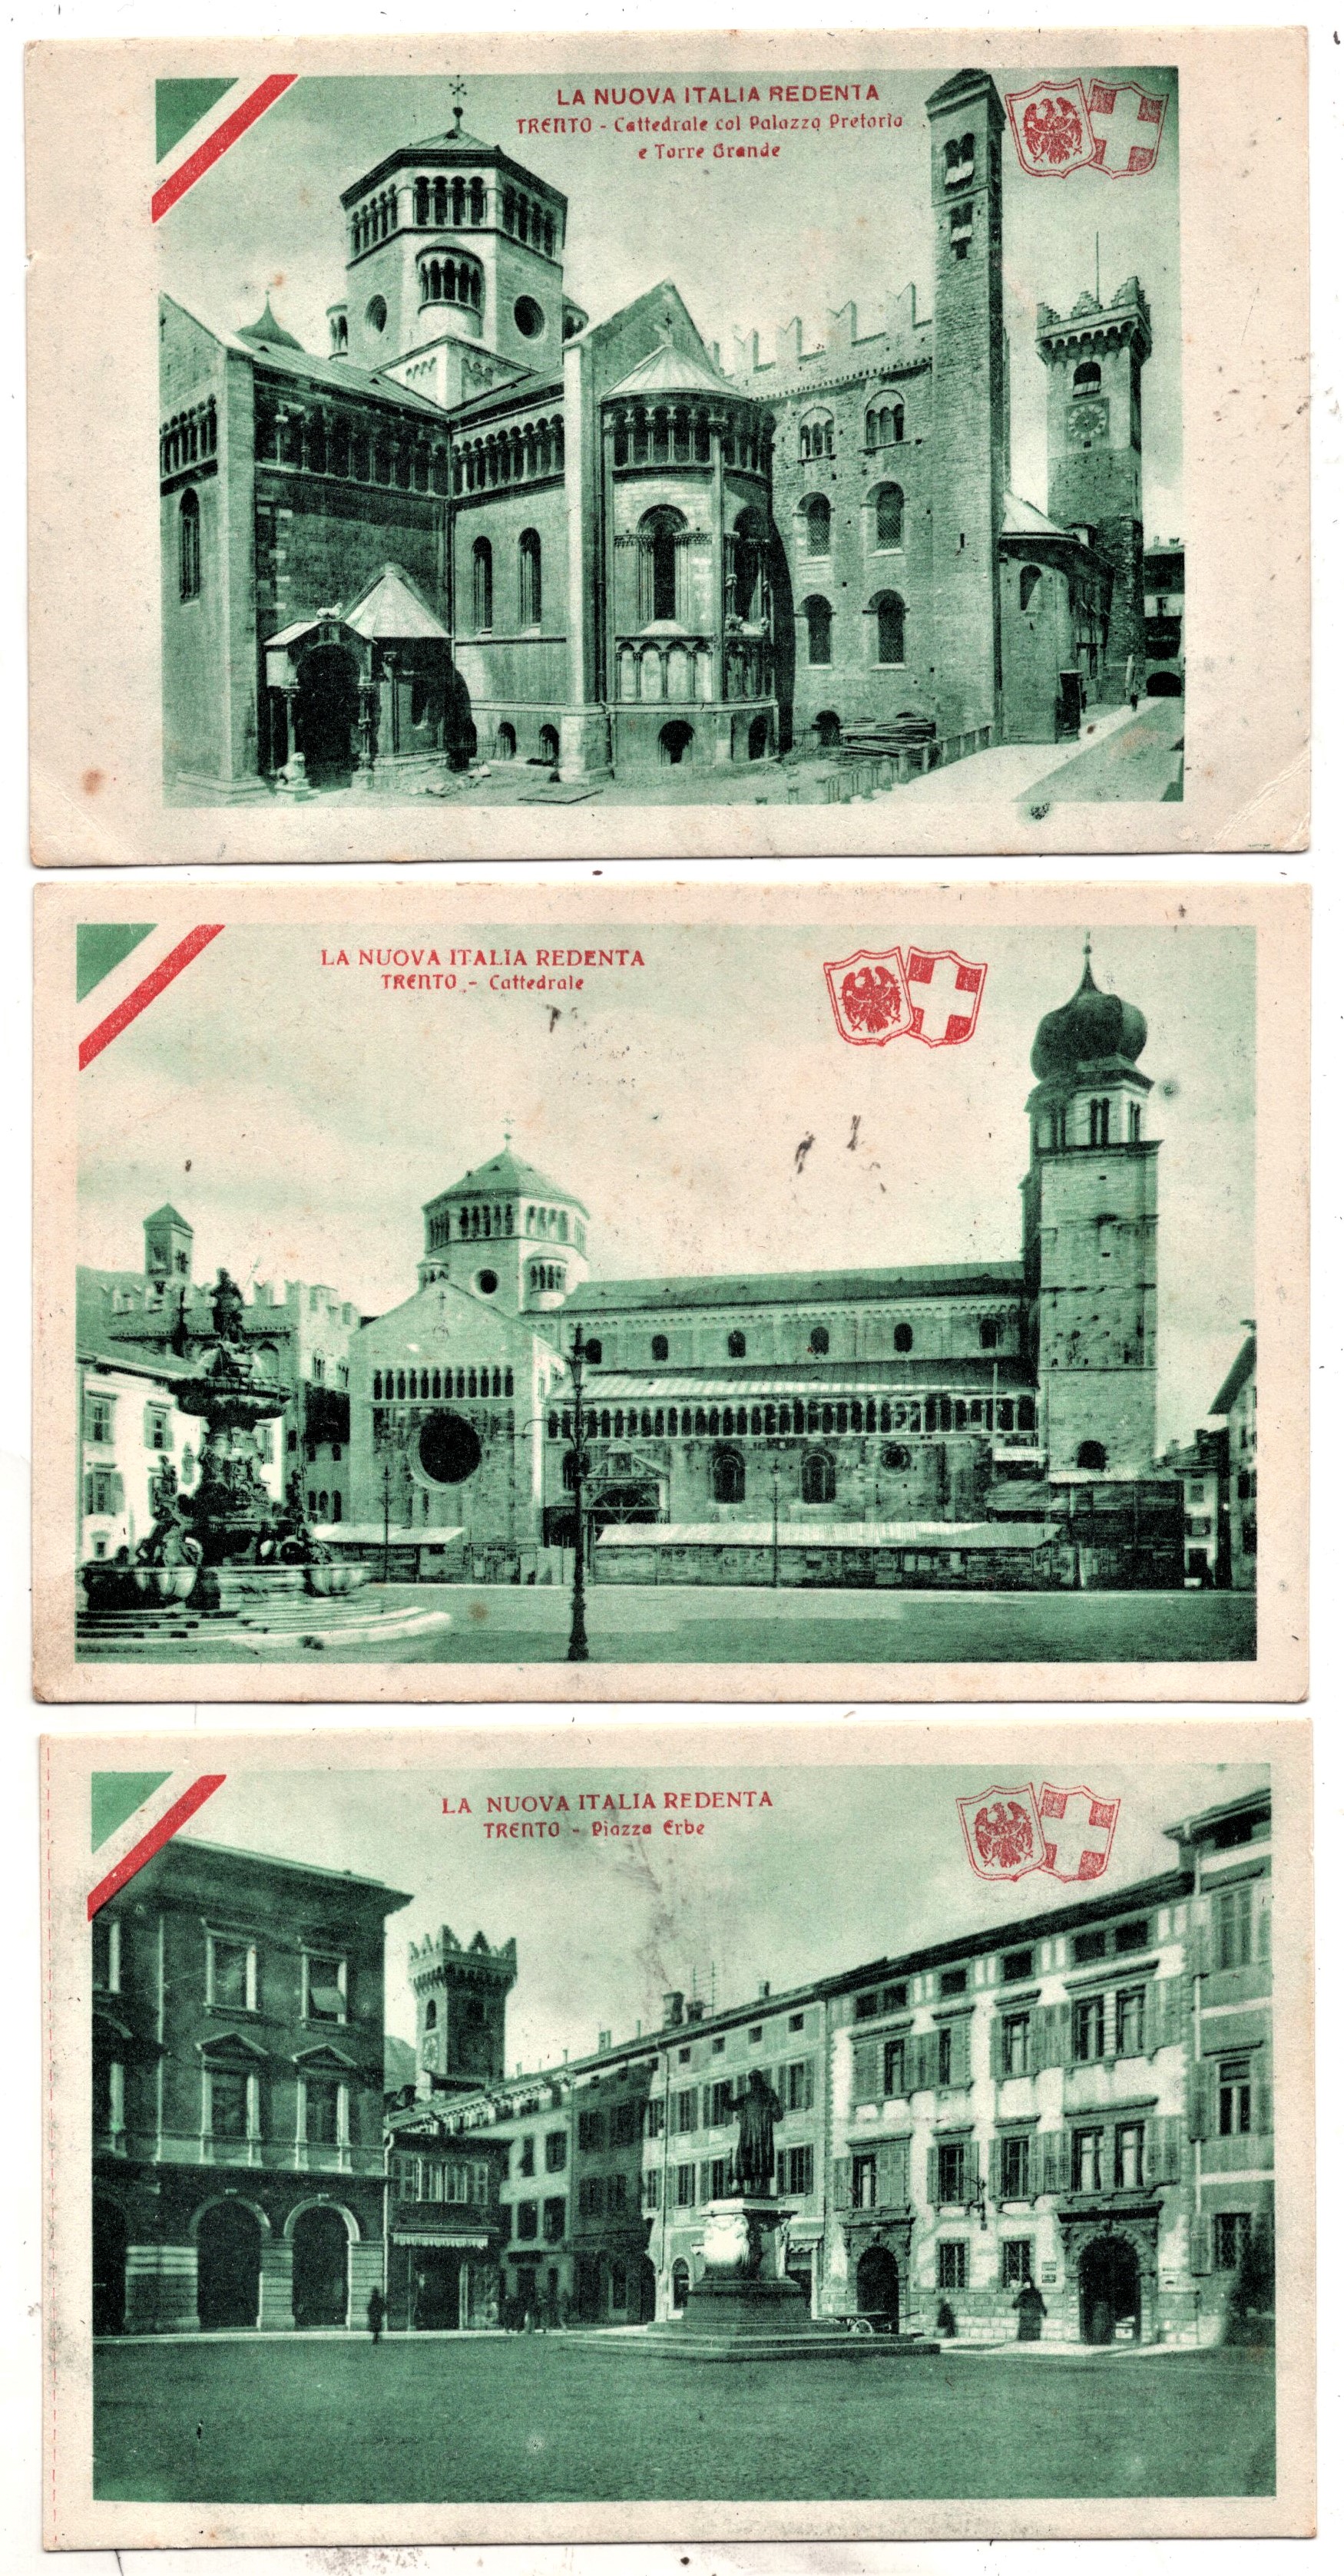 LA NUOVA ITALIA REDENTA
TRENTO - Cattedrale col Palazzo Pretorio
e Torre Grande
LA NUOVA ITALIA REDENTA
TRENTO - Cattedrale
LA NUOVA ITALIA REDENTA
TRENTO - Piazza Erbe